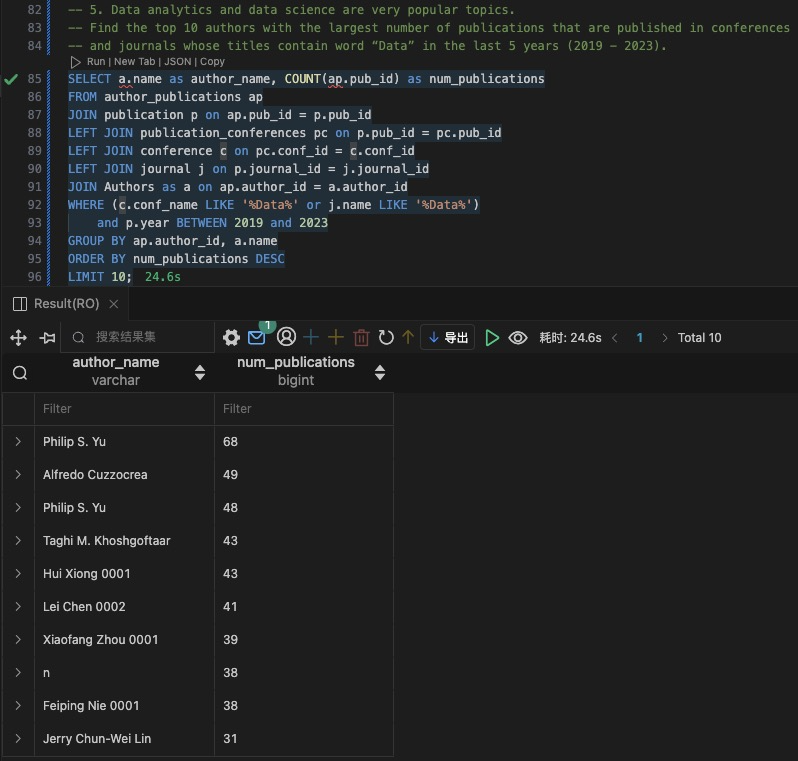 82 -- 5. Data analytics and data science are very popular topics.
83 -- Find the top 10 authors with the largest number of publications that are published in conferences
84 -- and journals whose titles contain word “Data” in the last 5 years (2019 - 2023).
Run | New Tab | JSON | Copy
85 SELECT a.name as author_name, COUNT(ap.pub_id) as num_publications
86 FROM author_publications ap
87 JOIN publication p on ap.pub_id = p.pub_id
88 LEFT JOIN publication_conferences pc on p.pub_id = pc.pub_id
89 LEFT JOIN conference c on pc.conf_id = c.conf_id
90 LEFT JOIN journal j on p.journal_id = j.journal_id
91 JOIN Authors as a on ap.author_id = a.author_id
92 WHERE (c.conf_name LIKE '%Data%' or j.name LIKE '%Data%')
93 and p.year BETWEEN 2019 and 2023
94 GROUP BY ap.author_id, a.name
95 ORDER BY num_publications DESC
96 LIMIT 10; 24.6s
Result(RO)
搜索结果集 1 导出 耗时: 24.6s < 1 > Total 10
author_name num_publications
varchar bigint
Filter Filter
Philip S. Yu 68
Alfredo Cuzzocrea 49
Philip S. Yu 48
Taghi M. Khoshgoftaar 43
Hui Xiong 0001 43
Lei Chen 0002 41
Xiaofang Zhou 0001 39
n 38
Feiping Nie 0001 38
Jerry Chun-Wei Lin 31